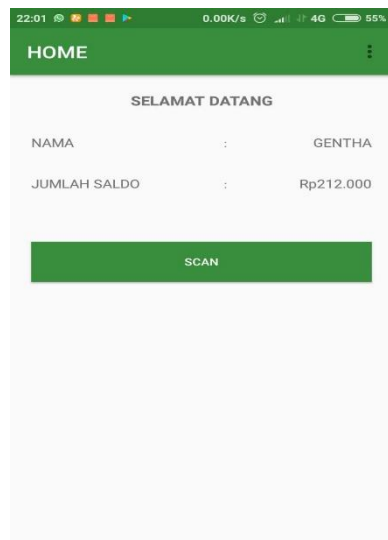 22:01 0.00K/s 4G 55%
HOME
SELAMAT DATANG
NAMA : GENTHA
JUMLAH SALDO : Rp212.000
SCAN